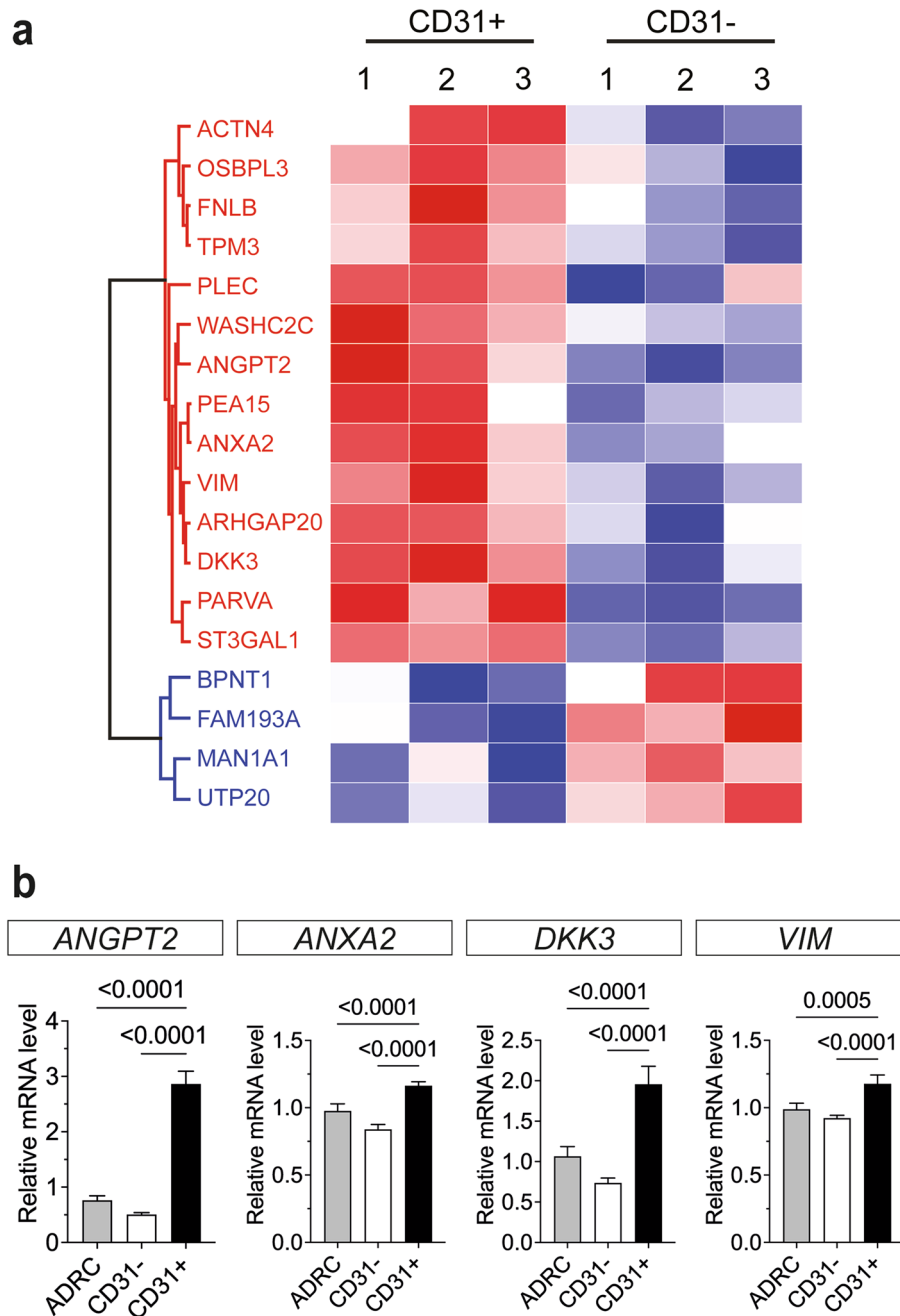 a
CD31+ CD31-
1 2 3 1 2 3
ACTN4
OSBPL3
FNLB
TPM3
PLEC
WASHC2C
ANGPT2
PEA15
ANXA2
VIM
ARHGAP20
DKK3
PARVA
ST3GAL1
BPNT1
FAM193A
MAN1A1
UTP20
b
ANGPT2
<0.0001
<0.0001
Relative mRNA level
4
3
2
1
0
ADRC
CD31-
CD31+
ANXA2
<0.0001
<0.0001
Relative mRNA level
1.5
1.0
0.5
0.0
ADRC
CD31-
CD31+
DKK3
<0.0001
<0.0001
Relative mRNA level
2.5
2.0
1.5
1.0
0.5
0.0
ADRC
CD31-
CD31+
VIM
0.0005
<0.0001
Relative mRNA level
1.5
1.0
0.5
0.0
ADRC
CD31-
CD31+